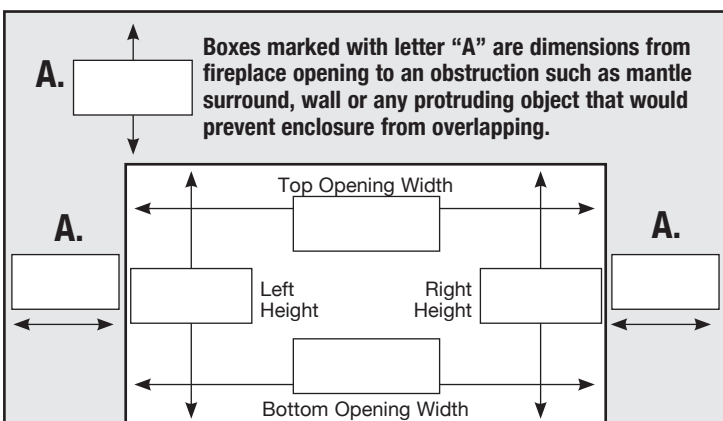 A.
Boxes marked with letter “A” are dimensions from
fireplace opening to an obstruction such as mantle
surround, wall or any protruding object that would
prevent enclosure from overlapping.
Top Opening Width
A.
A.
Left
Height
Right
Height
Bottom Opening Width